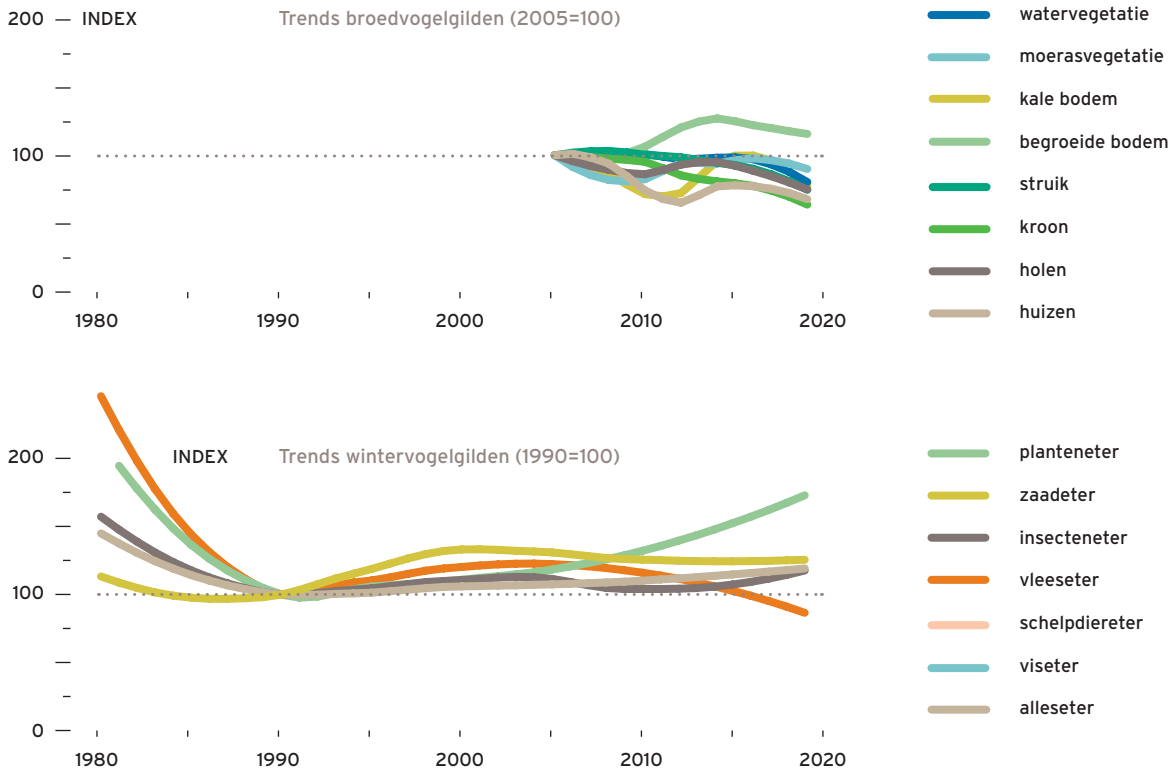 200 INDEX Trends broedvogelgilden (2005=100)
100
0
1980 1990 2000 2010 2020
watervegetatie
moerasvegetatie
kale bodem
begroeide bodem
struik
kroon
holen
huizen
200 INDEX Trends wintervogelgilden (1990=100)
100
0
1980 1990 2000 2010 2020
planteneter
zaadeter
insecteneter
vleeseter
schelpdiereter
viseter
alleseter